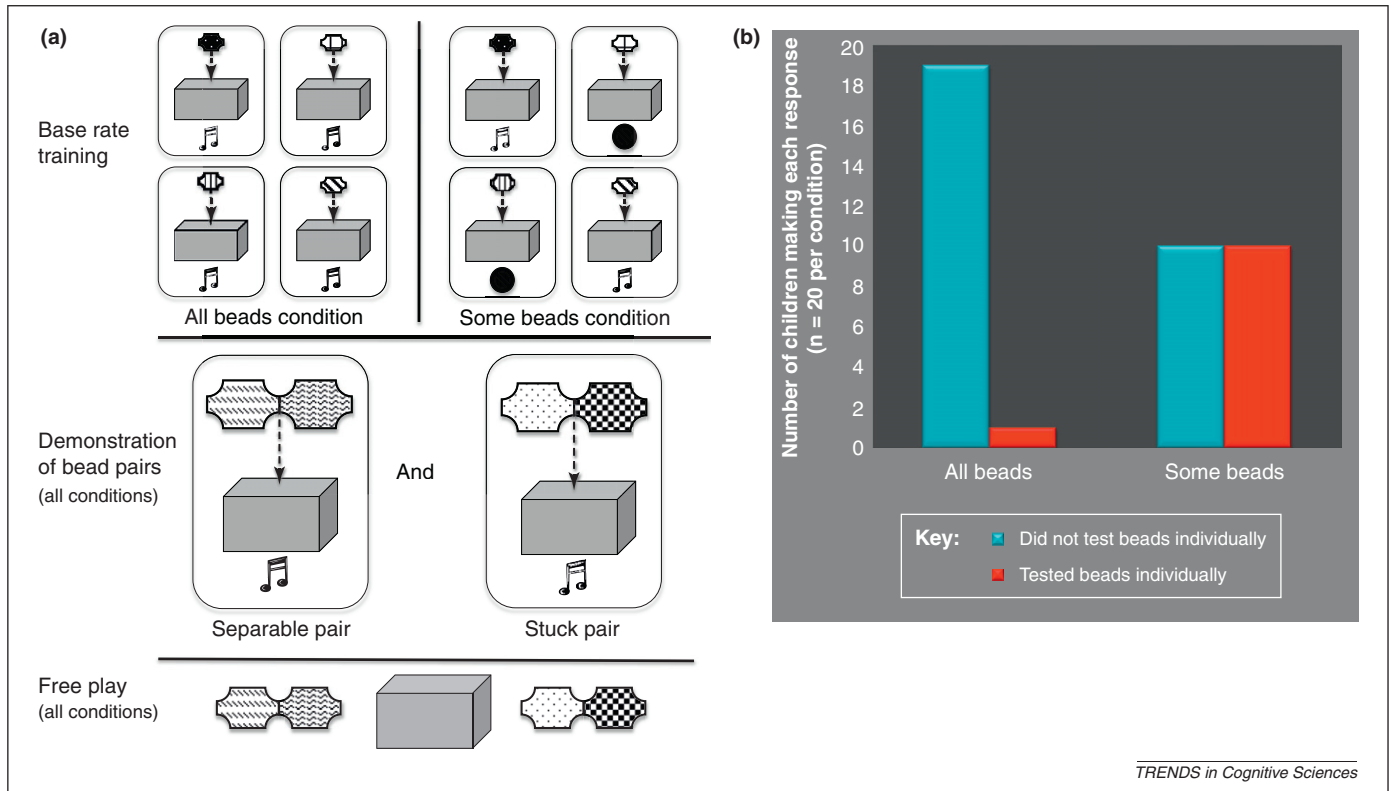 (a)
Base rate
training
All beads condition
Some beads condition
Demonstration
of bead pairs
(all conditions)
And
Separable pair
Stuck pair
Free play
(all conditions)
(b)
Number of children making each response
(n = 20 per condition)
20
18
16
14
12
10
8
6
4
2
0
All beads
Some beads
Key:
Did not test beads individually
Tested beads individually
TRENDS in Cognitive Sciences